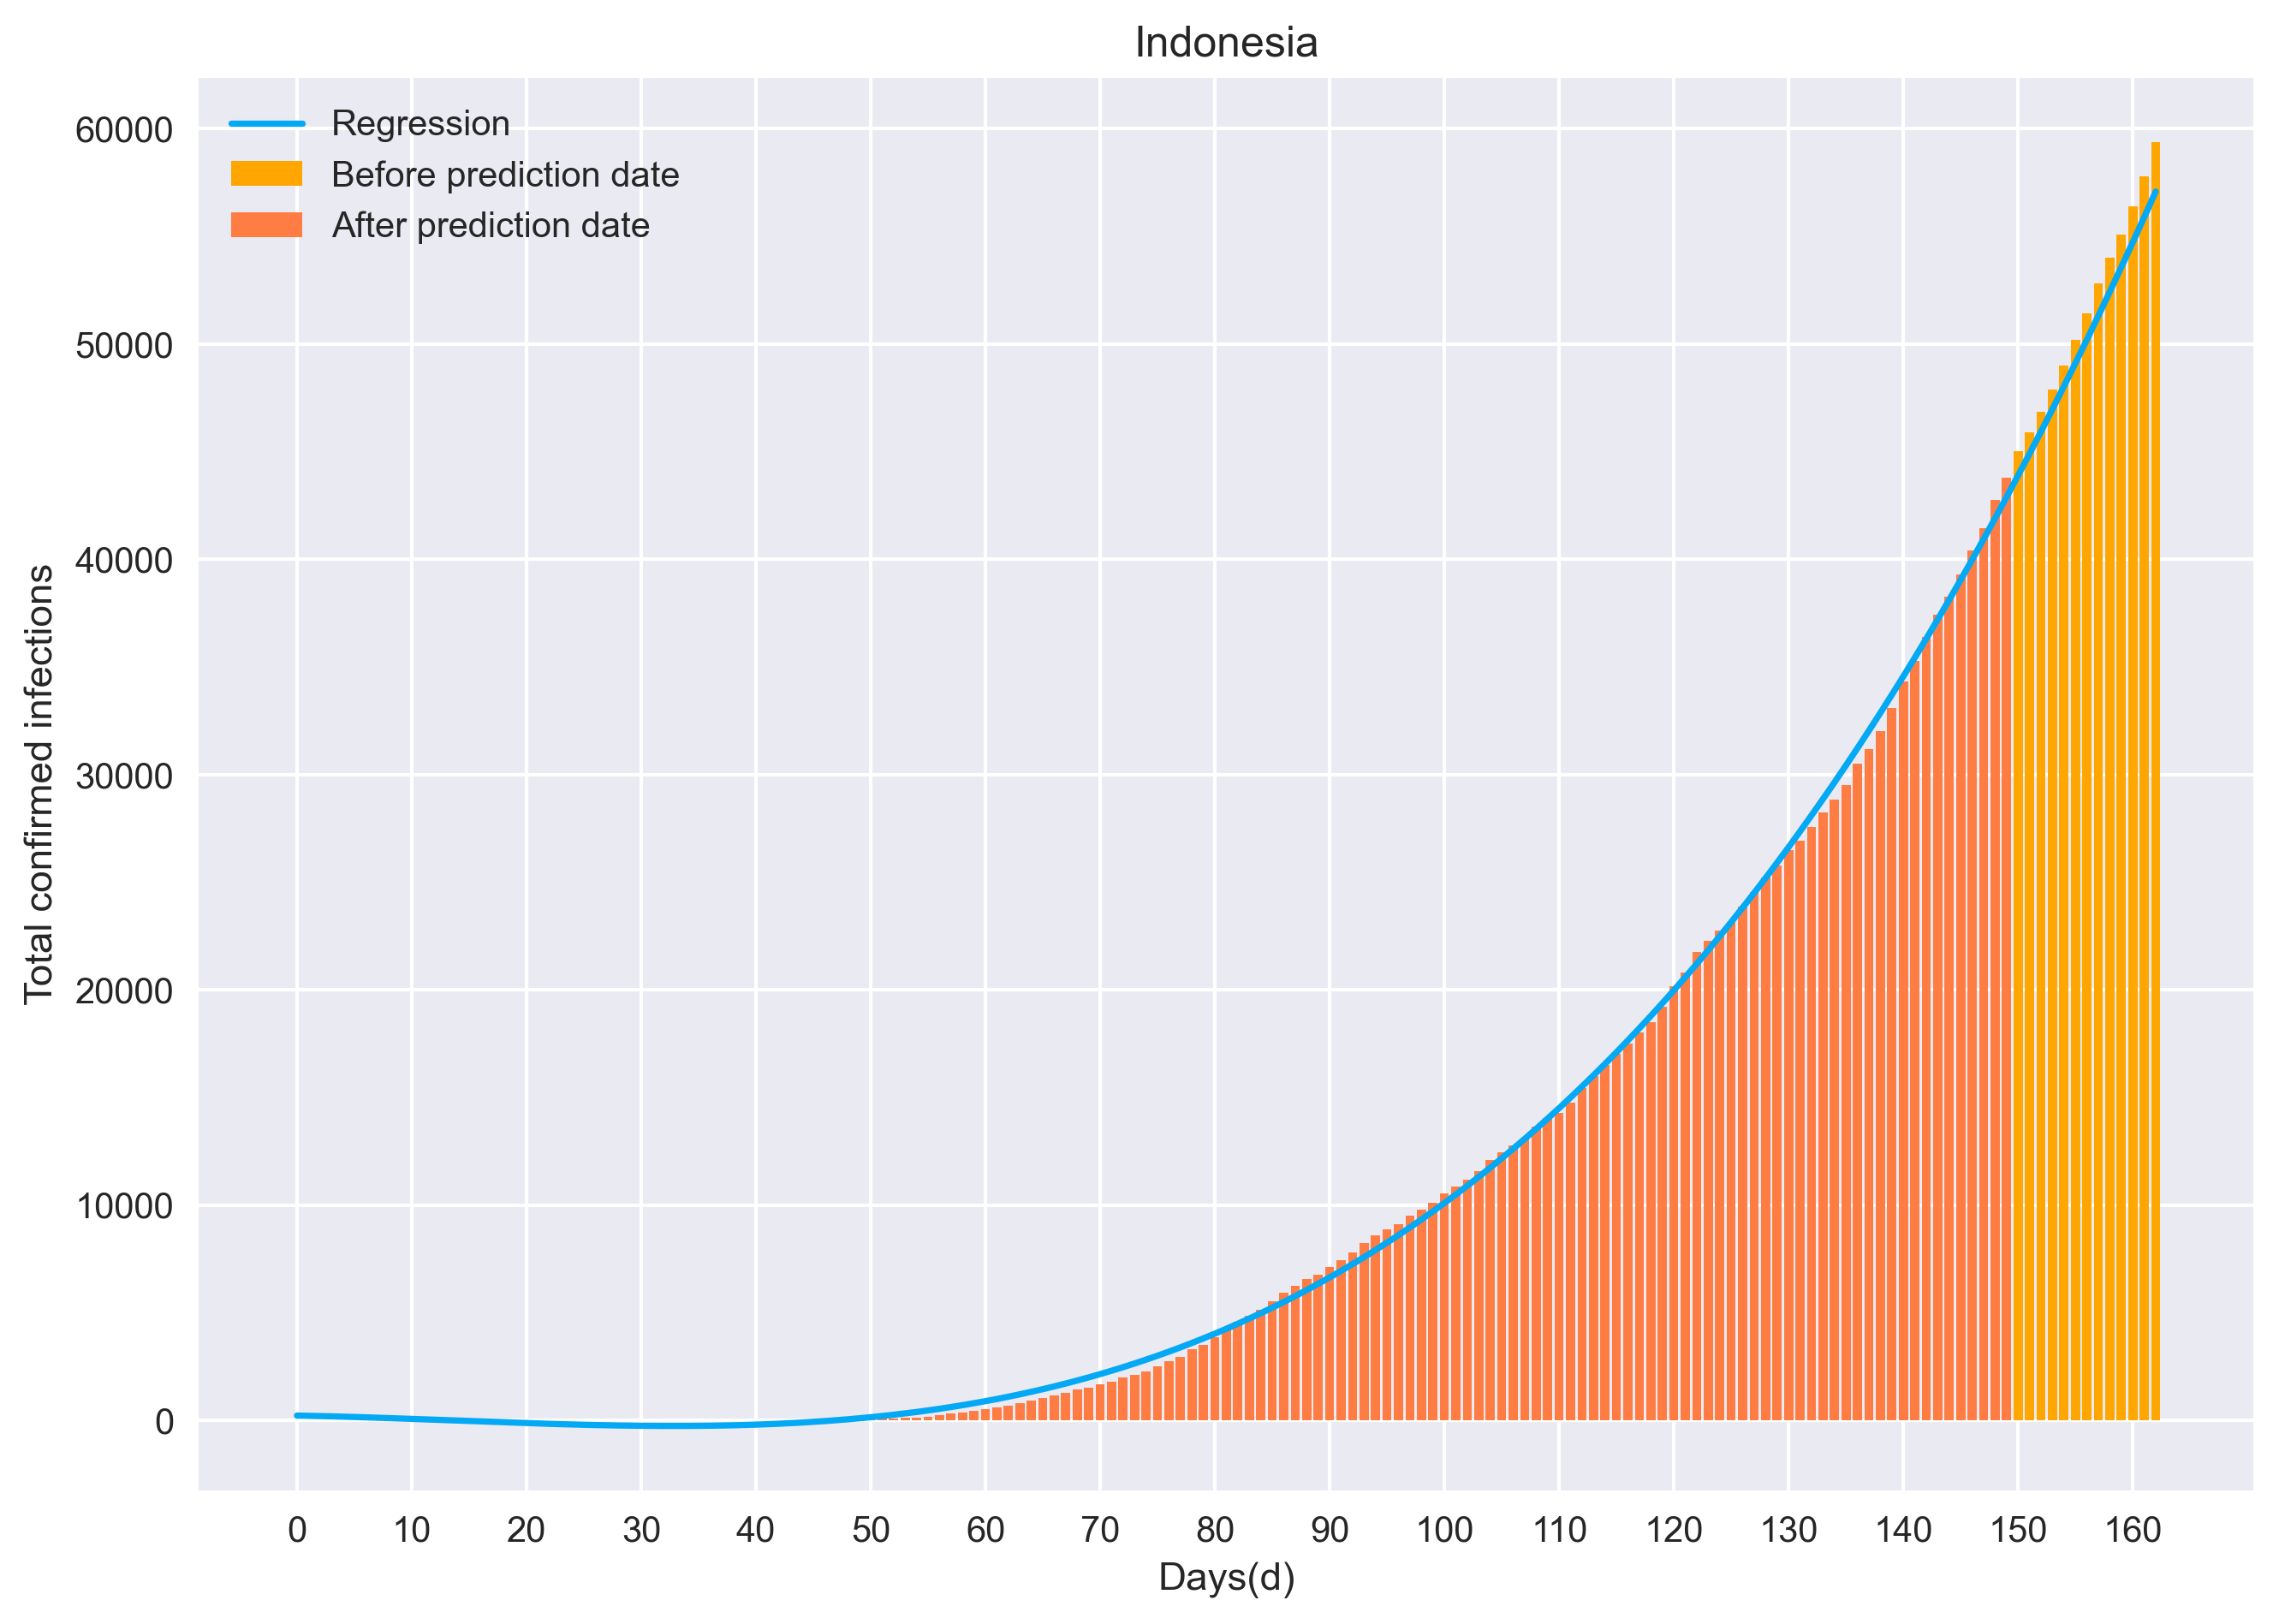 Indonesia
Regression
Before prediction date
After prediction date
60000
50000
40000
30000
20000
10000
0
Total confirmed infections
0 10 20 30 40 50 60 70 80 90 100 110 120 130 140 150 160
Days(d)